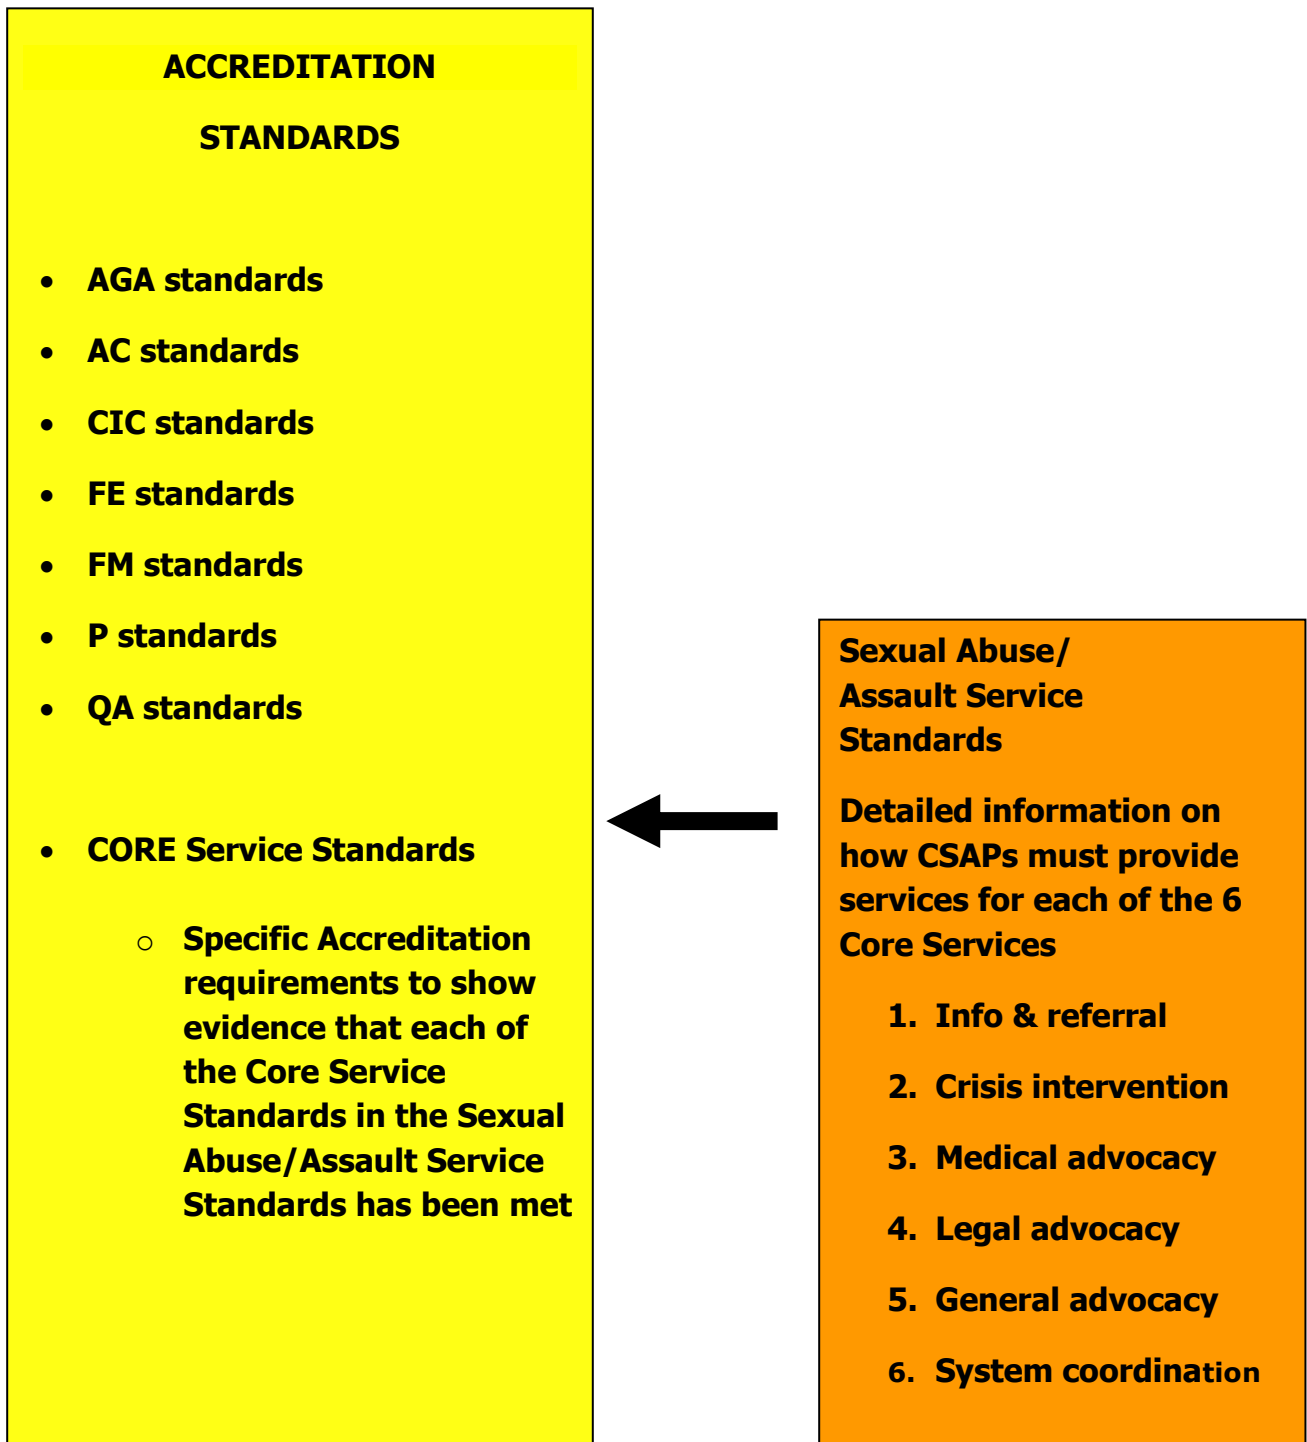 ACCREDITATION
STANDARDS
• AGA standards
• AC standards
• CIC standards
• FE standards
• FM standards
• P standards
• QA standards
• CORE Service Standards
○ Specific Accreditation
requirements to show
evidence that each of
the Core Service
Standards in the Sexual
Abuse/Assault Service
Standards has been met
Sexual Abuse/
Assault Service
Standards
Detailed information on
how CSAPs must provide
services for each of the 6
Core Services
1. Info & referral
2. Crisis intervention
3. Medical advocacy
4. Legal advocacy
5. General advocacy
6. System coordination